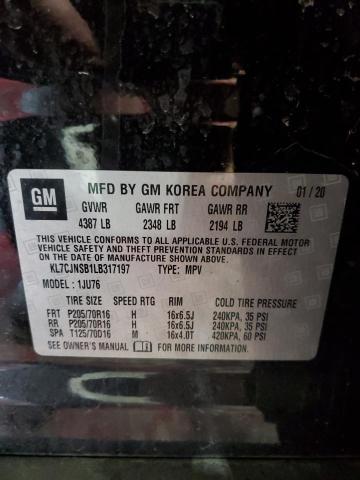 GM
MFD BY GM KOREA COMPANY 01/20
GVWR GAWR FRT GAWR RR
4387 LB 2348 LB 2194 LB
THIS VEHICLE CONFORMS TO ALL APPLICABLE U.S. FEDERAL MOTOR
VEHICLE SAFETY AND THEFT PREVENTION STANDARDS IN EFFECT
ON THE DATE OF MANUFACTURE SHOWN ABOVE.
KL7CJNSB1LB317197 TYPE: MPV
MODEL : 1JU76
TIRE SIZE SPEED RTG RIM COLD TIRE PRESSURE
FRT P205/70R16 H 16x6.5J 240KPA, 35 PSI
RR P205/70R16 H 16x6.5J 240KPA, 35 PSI
SPA T125/70D16 M 16x4.0T 420KPA, 60 PSI
SEE OWNER'S MANUAL FOR MORE INFORMATION